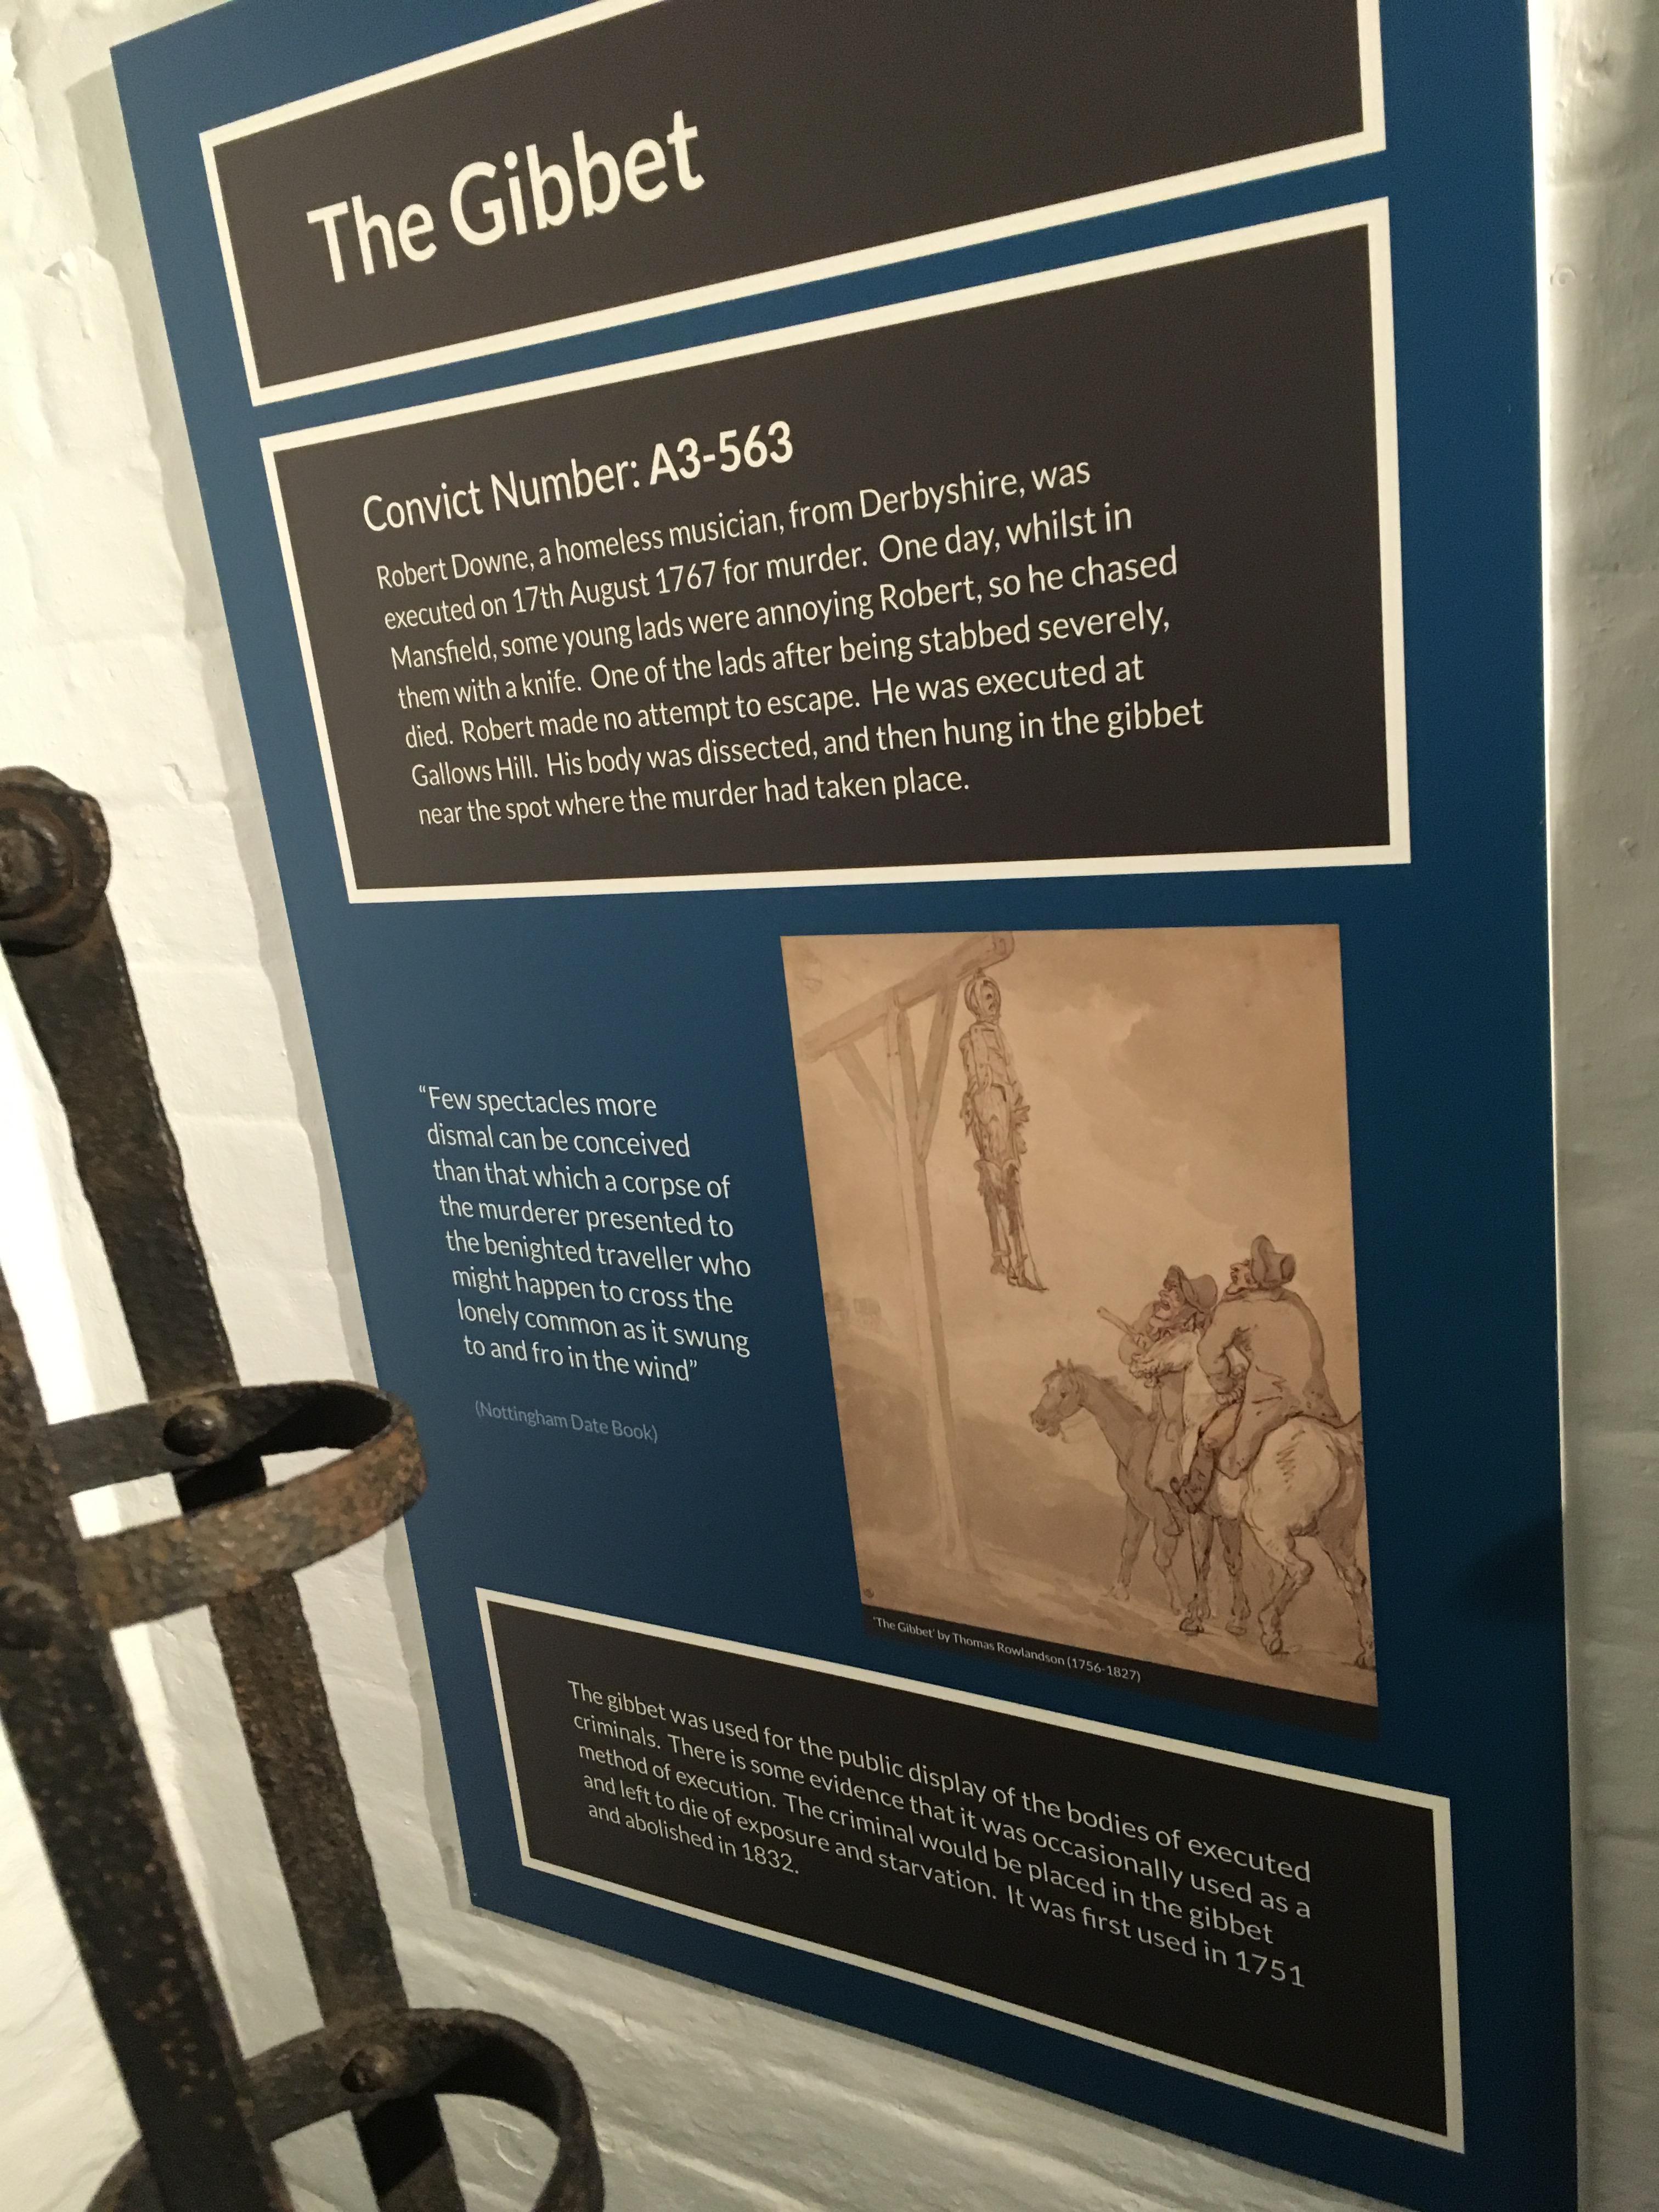 The Gibbet
Convict Number: A3-563
Robert Downe, a homeless musician, from Derbyshire, was
executed on 17th August 1767 for murder. One day, whilst in
Mansfield, some young lads were annoying Robert, so he chased
them with a knife. One of the lads after being stabbed severely,
died. Robert made no attempt to escape. He was executed at
Gallows Hill. His body was dissected, and then hung in the gibbet
near the spot where the murder had taken place.
“Few spectacles more
dismal can be conceived
than that which a corpse of
the murderer presented to
the benighted traveller who
might happen to cross the
lonely common as it swung
to and fro in the wind”
(Nottingham Date Book)
'The Gibbet' by Thomas Rowlandson (1756-1827)
The gibbet was used for the public display of the bodies of executed
criminals. There is some evidence that it was occasionally used as a
method of execution. The criminal would be placed in the gibbet
and left to die of exposure and starvation. It was first used in 1751
and abolished in 1832.